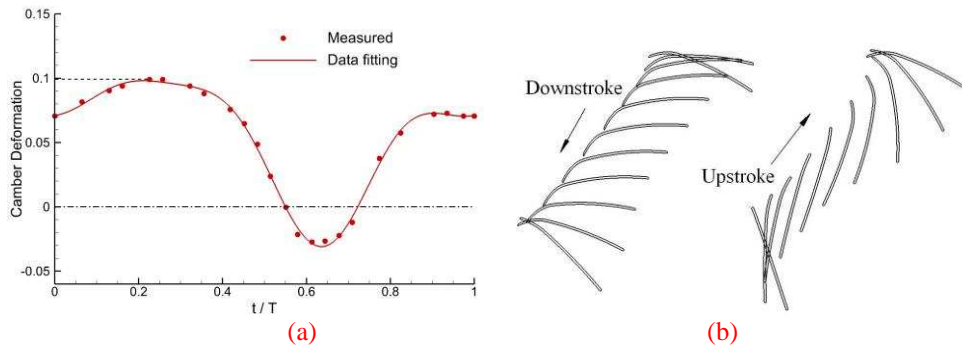 0.15
0.1
0.05
0
-0.05
Camber Deformation
Measured
Data fitting
0
0.2
0.4
0.6
0.8
1
t / T
(a)
Downstroke
Upstroke
(b)